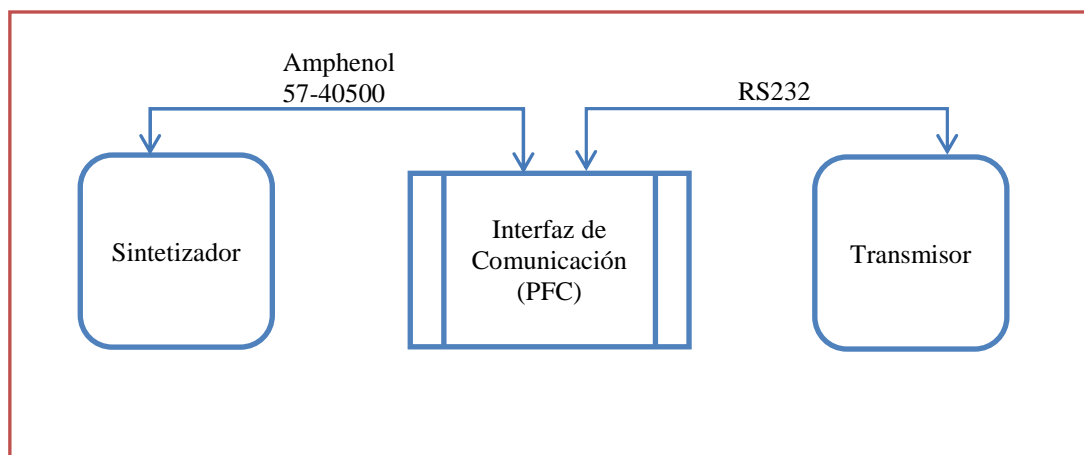 Amphenol
57-40500
RS232
Sintetizador
Interfaz de
Comunicación
(PFC)
Transmisor